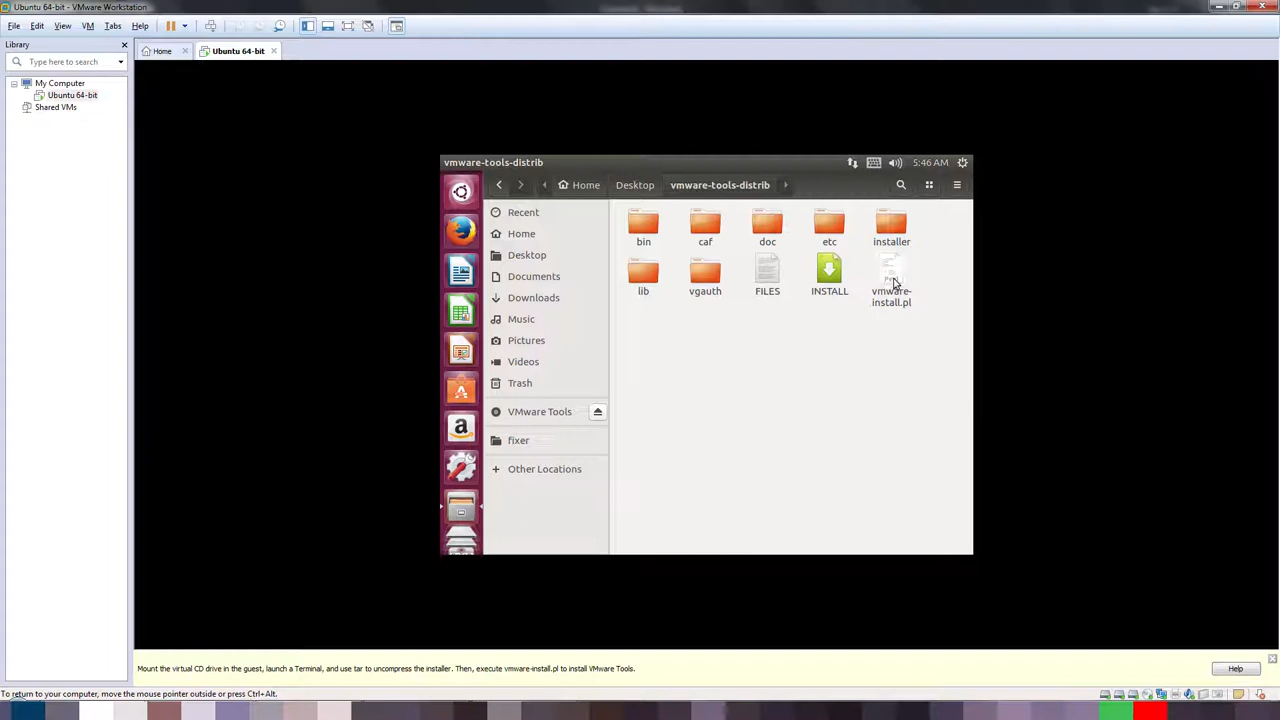 Ubuntu 64-bit - VMware Workstation
File Edit View VM Tabs Help
Library
Type here to search
Home
Ubuntu 64-bit
My Computer
Ubuntu 64-bit
Shared VMs
vmware-tools-distrib
5:46 AM
Home Desktop vmware-tools-distrib
Recent
Home
Desktop
Documents
Downloads
Music
Pictures
Videos
Trash
VMware Tools
fixer
Other Locations
bin caf doc etc installer
lib vgauth FILES INSTALL vmware-
install.pl
Mount the virtual CD drive in the guest, launch a Terminal, and use tar to uncompress the installer. Then, execute vmware-install.pl to install VMware Tools.
Help
To return to your computer, move the mouse pointer outside or press Ctrl+Alt.